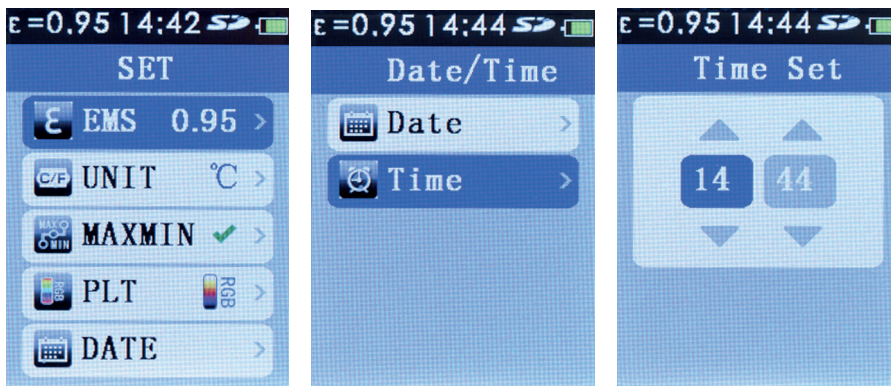 ε=0.95 14:42
SET
ε EMS 0.95
C/F UNIT °C
MAX MIN MAXMIN
RGB PLT RGB
DATE
ε=0.95 14:44
Date/Time
Date
Time
ε=0.95 14:44
Time Set
14 44